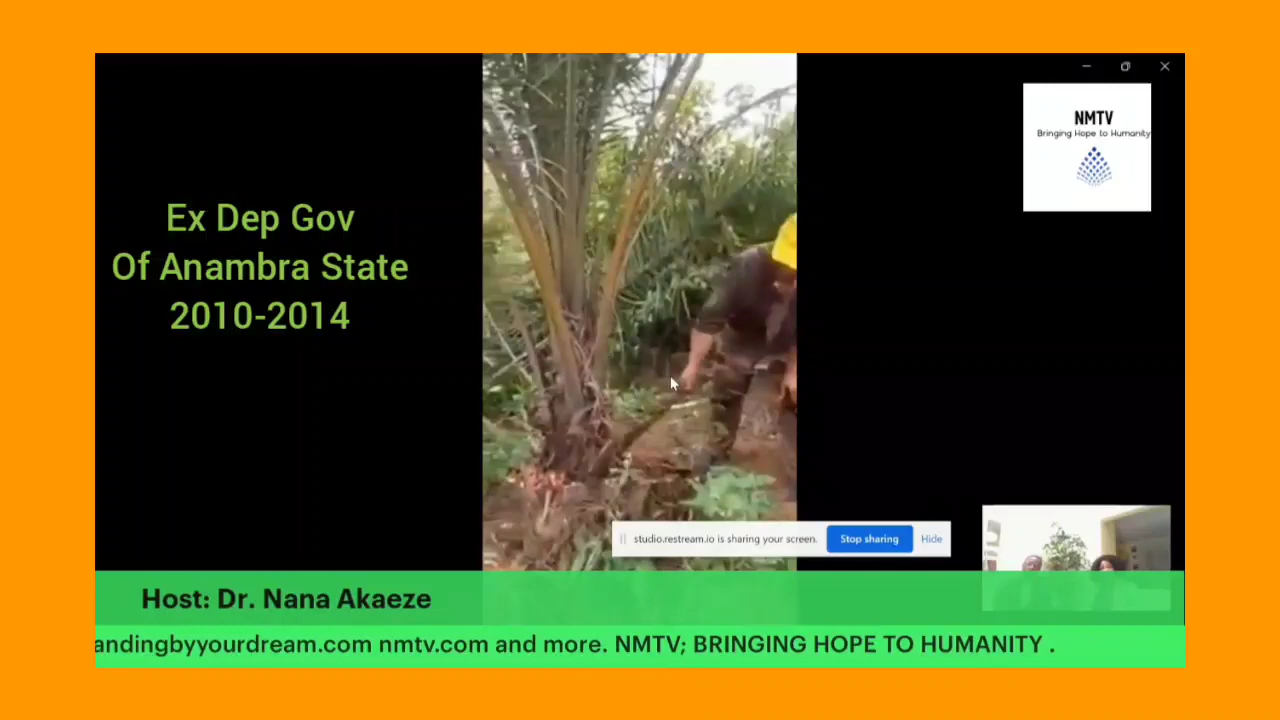 NMTV
Bringing Hope to Humanity
Ex Dep Gov
Of Anambra State
2010-2014
studio.restream.io is sharing your screen.
Stop sharing
Hide
Host: Dr. Nana Akaeze
andingbyyourdream.com nmtv.com and more. NMTV; BRINGING HOPE TO HUMANITY .